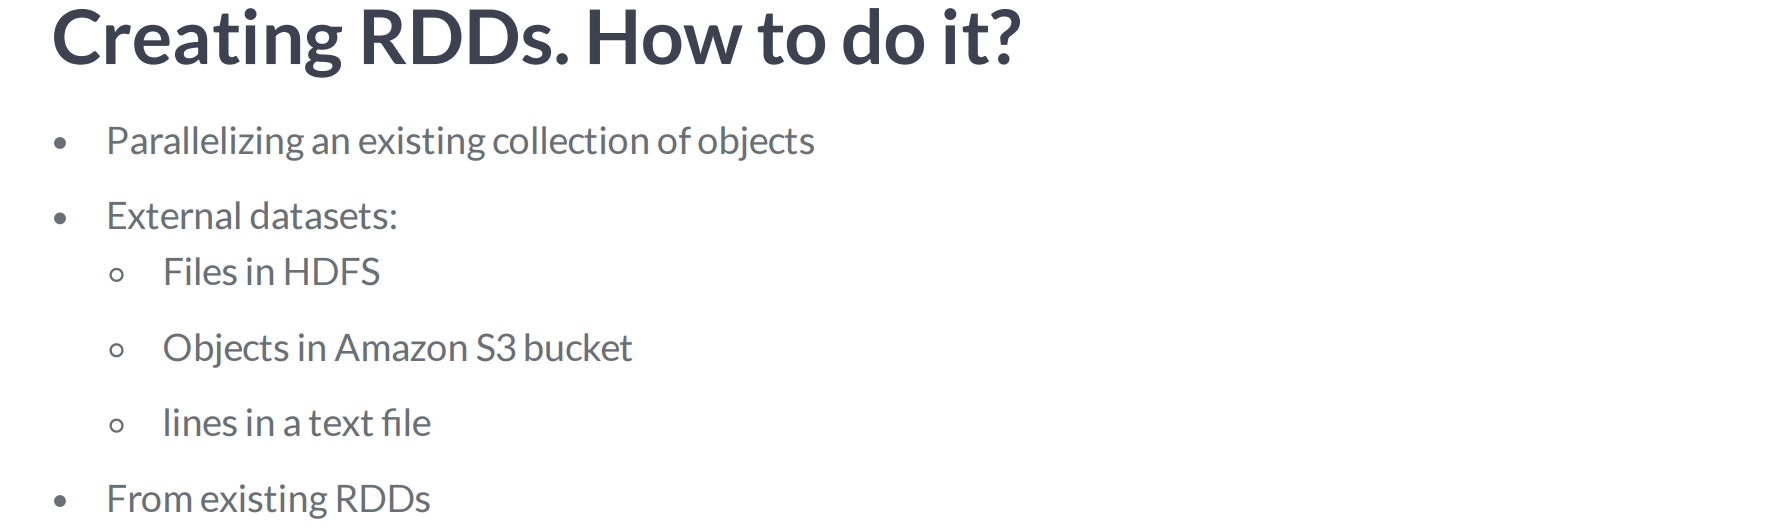 Creating RDDs. How to do it?
• Parallelizing an existing collection of objects
• External datasets:
○ Files in HDFS
○ Objects in Amazon S3 bucket
○ lines in a text file
• From existing RDDs